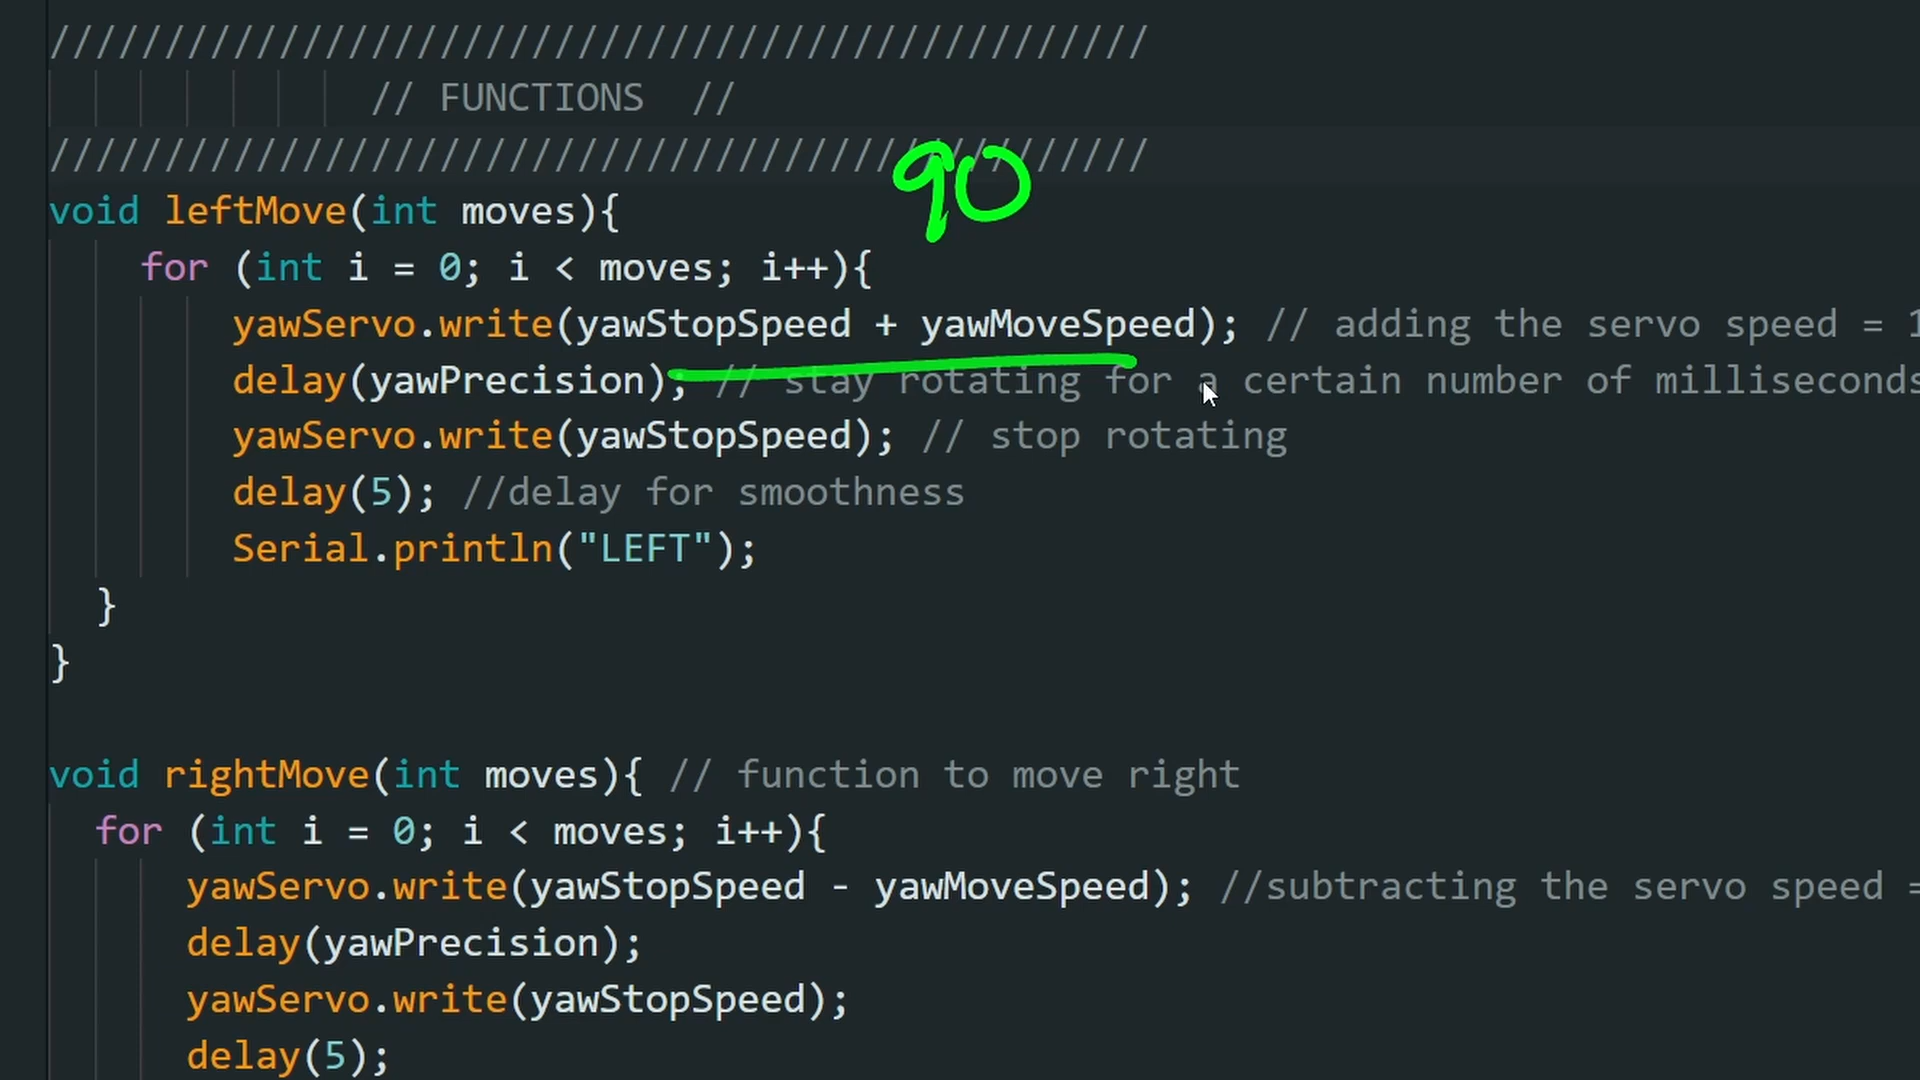 ////////////////////////////////////////////////
// FUNCTIONS //
////////////////////////////////////////////////
90
void leftMove(int moves){
for (int i = 0; i < moves; i++){
yawServo.write(yawStopSpeed + yawMoveSpeed); // adding the servo speed = 1
delay(yawPrecision); // stay rotating for a certain number of milliseconds
yawServo.write(yawStopSpeed); // stop rotating
delay(5); //delay for smoothness
Serial.println("LEFT");
}
}
void rightMove(int moves){ // function to move right
for (int i = 0; i < moves; i++){
yawServo.write(yawStopSpeed - yawMoveSpeed); //subtracting the servo speed =
delay(yawPrecision);
yawServo.write(yawStopSpeed);
delay(5);